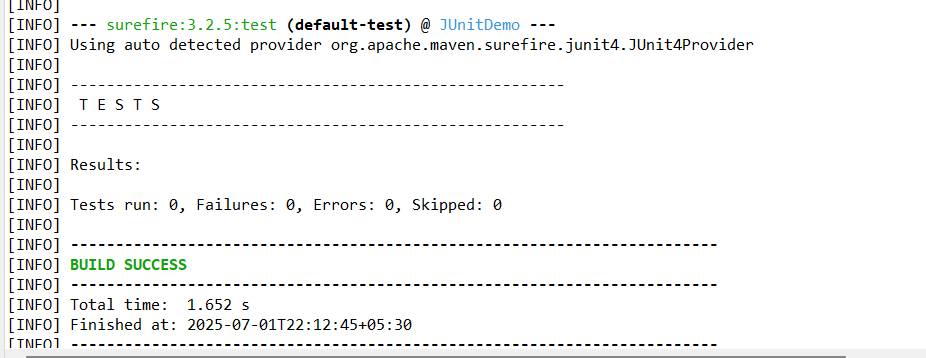 [INFO]
[INFO] --- surefire:3.2.5:test (default-test) @ JUnitDemo ---
[INFO] Using auto detected provider org.apache.maven.surefire.junit4.JUnit4Provider
[INFO]
[INFO] -------------------------------------------------------
[INFO]  T E S T S
[INFO] -------------------------------------------------------
[INFO]
[INFO] Results:
[INFO]
[INFO] Tests run: 0, Failures: 0, Errors: 0, Skipped: 0
[INFO]
[INFO] ------------------------------------------------------------------------
[INFO] BUILD SUCCESS
[INFO] ------------------------------------------------------------------------
[INFO] Total time:  1.652 s
[INFO] Finished at: 2025-07-01T22:12:45+05:30
[INFO] ------------------------------------------------------------------------